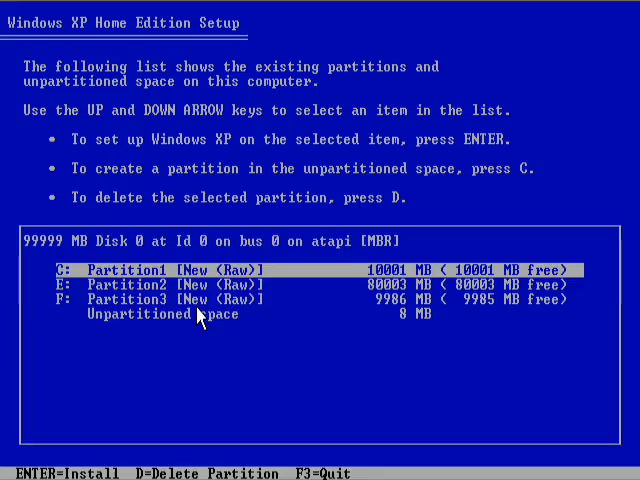 Windows XP Home Edition Setup
The following list shows the existing partitions and
unpartitioned space on this computer.
Use the UP and DOWN ARROW keys to select an item in the list.
• To set up Windows XP on the selected item, press ENTER.
• To create a partition in the unpartitioned space, press C.
• To delete the selected partition, press D.
99999 MB Disk 0 at Id 0 on bus 0 on atapi [MBR]
C: Partition1 [New (Raw)] 10001 MB ( 10001 MB free)
E: Partition2 [New (Raw)] 80003 MB ( 80003 MB free)
F: Partition3 [New (Raw)] 9986 MB ( 9985 MB free)
Unpartitioned space 8 MB
ENTER=Install D=Delete Partition F3=Quit